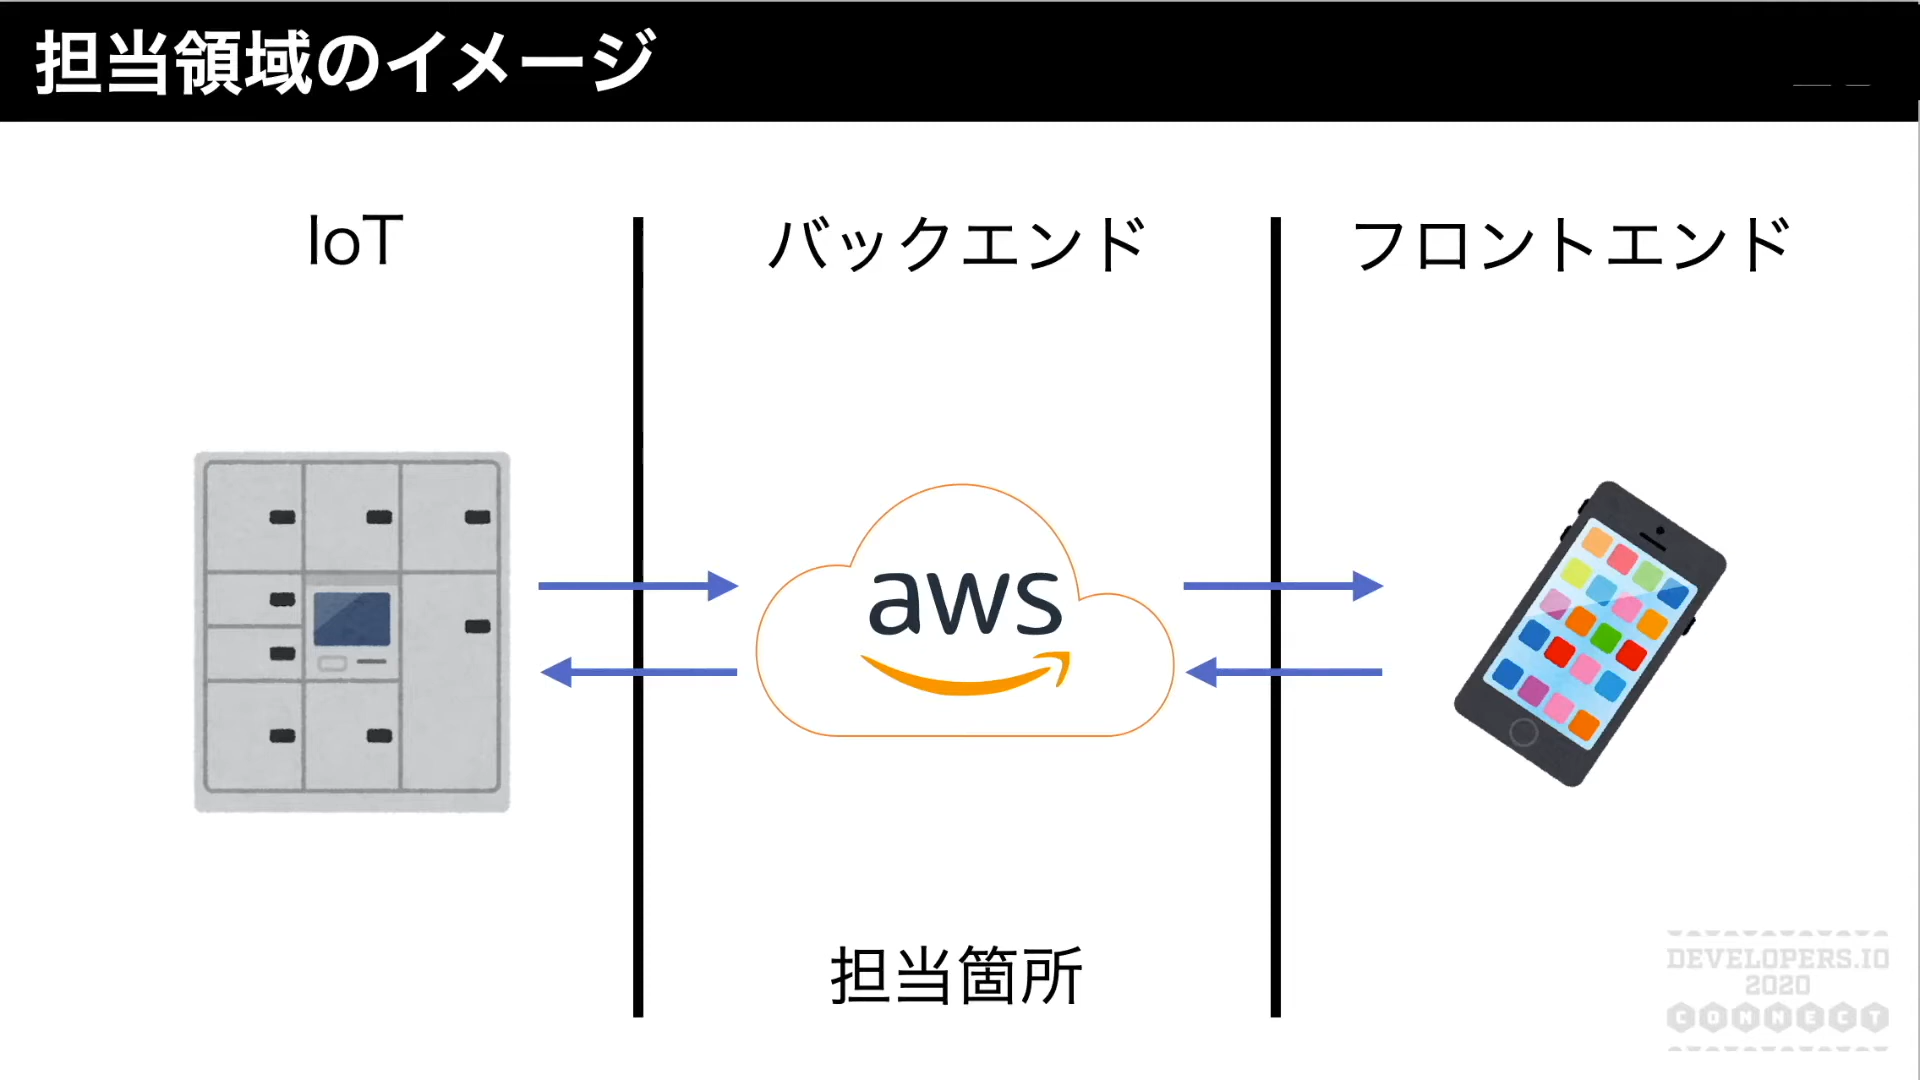 担当領域のイメージ
IoT
バックエンド
フロントエンド
aws
担当箇所
DEVELOPERS.IO
2020
CONNECT